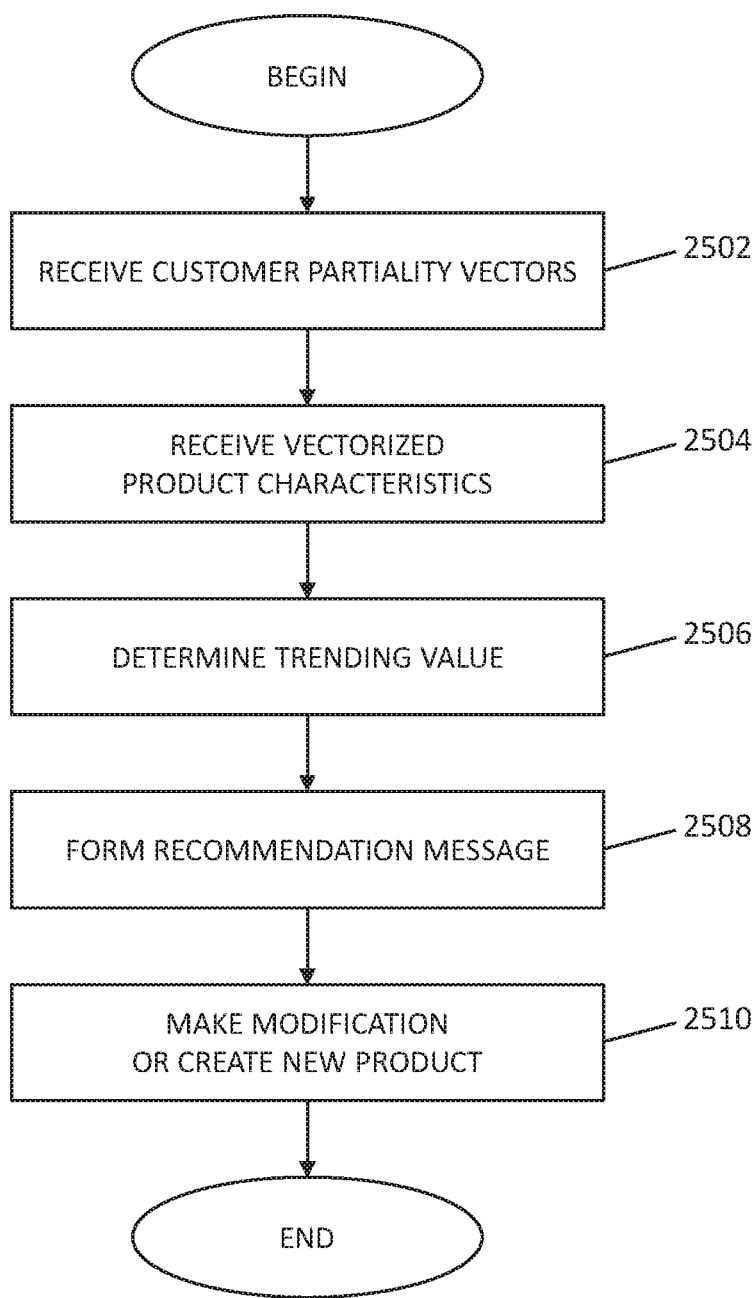 BEGIN
RECEIVE CUSTOMER PARTIALITY VECTORS
2502
RECEIVE VECTORIZED
PRODUCT CHARACTERISTICS
2504
DETERMINE TRENDING VALUE
2506
FORM RECOMMENDATION MESSAGE
2508
MAKE MODIFICATION
OR CREATE NEW PRODUCT
2510
END